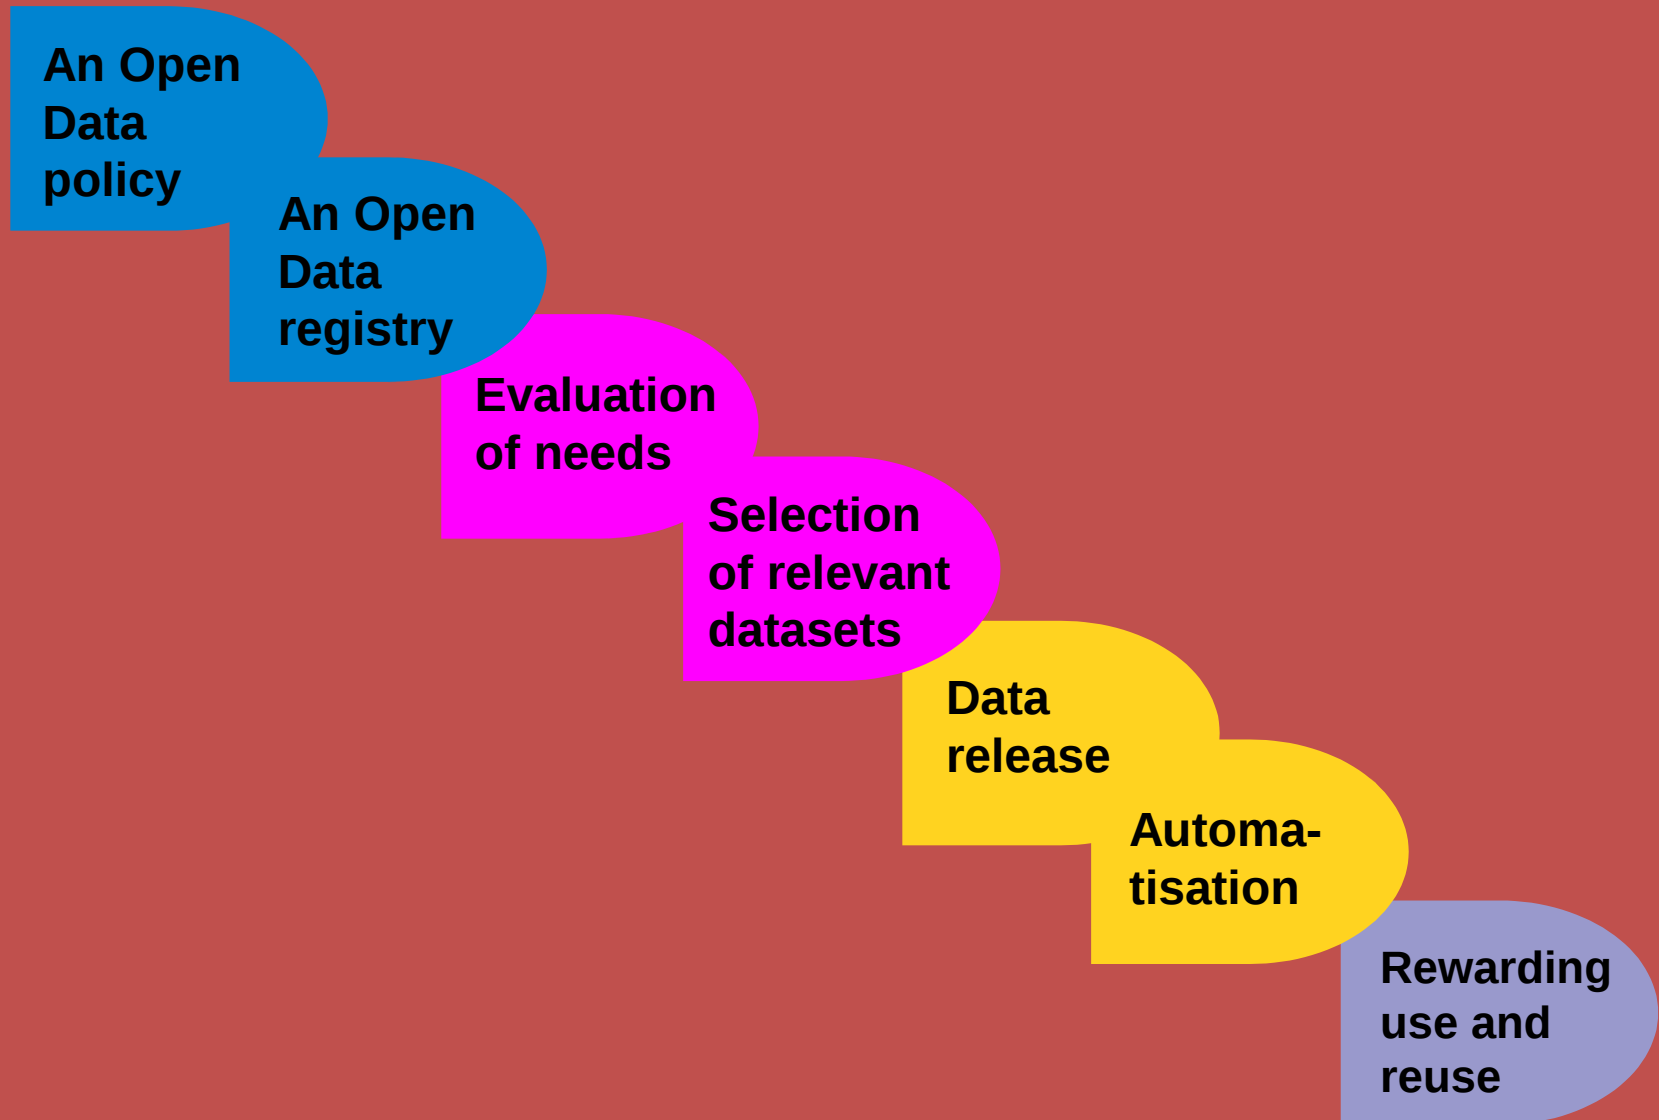 An Open
Data
policy
An Open
Data
registry
Evaluation
of needs
Selection
of relevant
datasets
Data
release
Automa-
tisation
Rewarding
use and
reuse